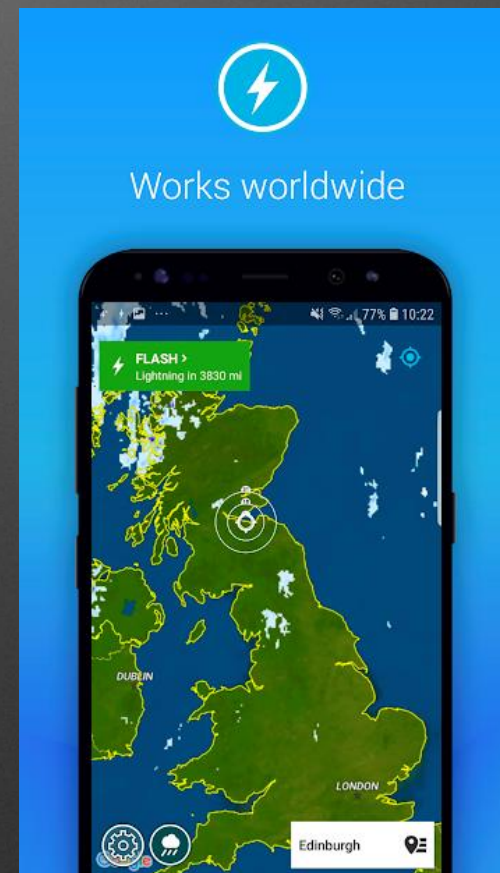 Works worldwide
77% 10:22
FLASH >
Lightning in 3830 mi
DUBLIN
LONDON
Edinburgh